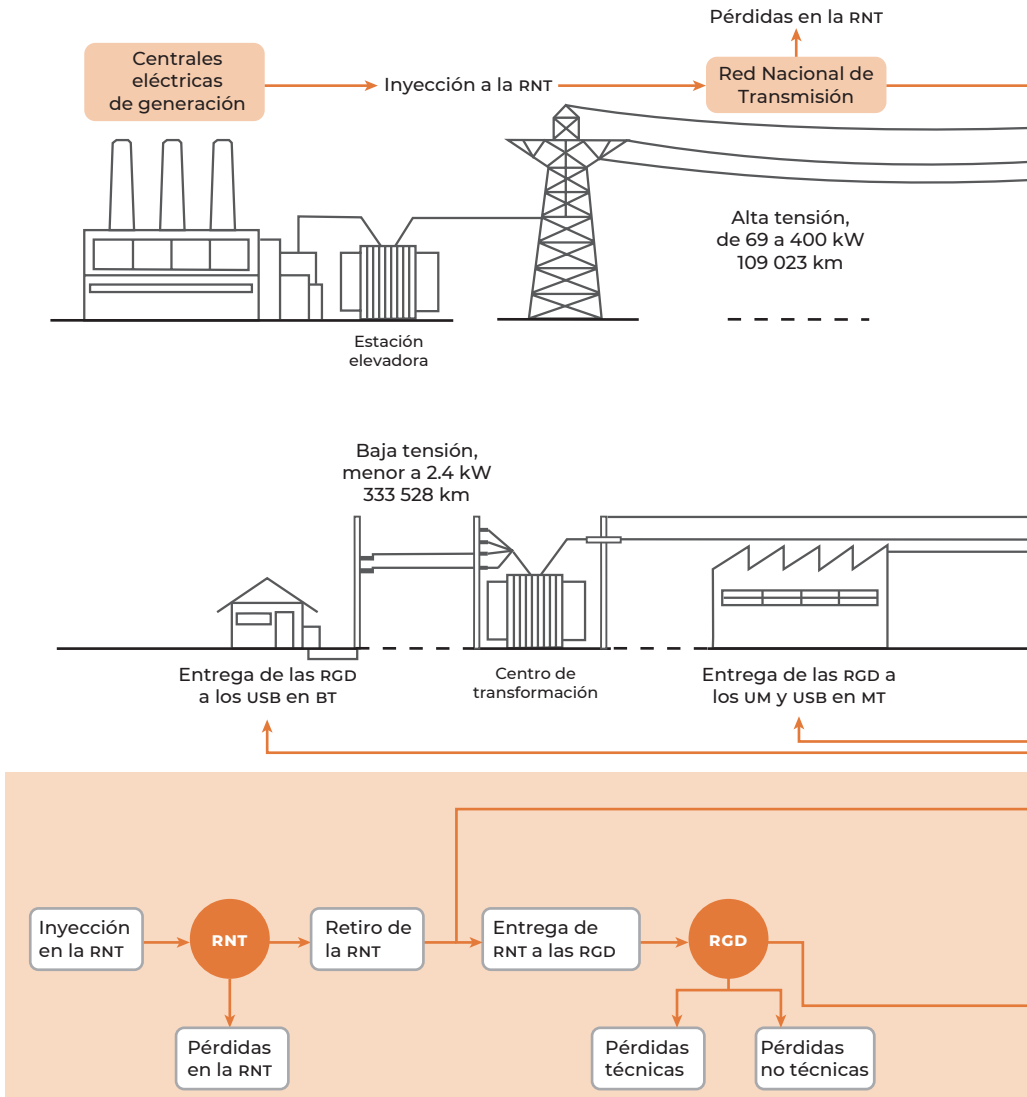 Pérdidas en la RNT
Centrales
eléctricas
de generación
Inyección a la RNT
Red Nacional de
Transmisión
Alta tensión,
de 69 a 400 kW
109 023 km
Estación
elevadora
Baja tensión,
menor a 2.4 kW
333 528 km
Entrega de las RGD
a los USB en BT
Centro de
transformación
Entrega de las RGD a
los UM y USB en MT
Inyección
en la RNT
RNT
Retiro de
la RNT
Entrega de
RNT a las RGD
RGD
Pérdidas
en la RNT
Pérdidas
técnicas
Pérdidas
no técnicas